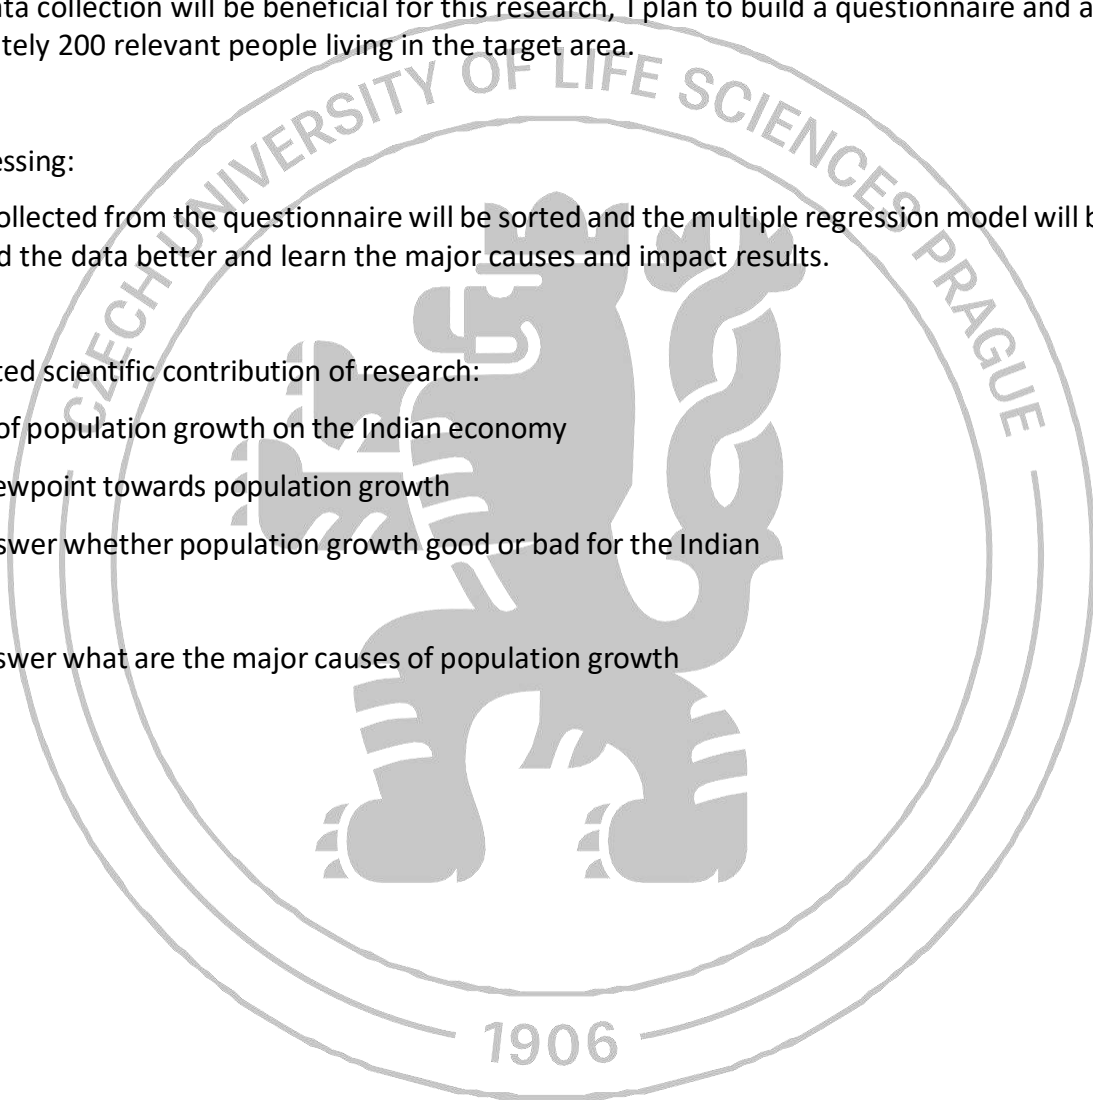 ata collection will be beneficial for this research, I plan to build a questionnaire and a
tely 200 relevant people living in the target area.
essing:
ollected from the questionnaire will be sorted and the multiple regression model will b
d the data better and learn the major causes and impact results.
ted scientific contribution of research:
of population growth on the Indian economy
ewpoint towards population growth
swer whether population growth good or bad for the Indian
swer what are the major causes of population growth
CZECH UNIVERSITY OF LIFE SCIENCES PRAGUE
1906